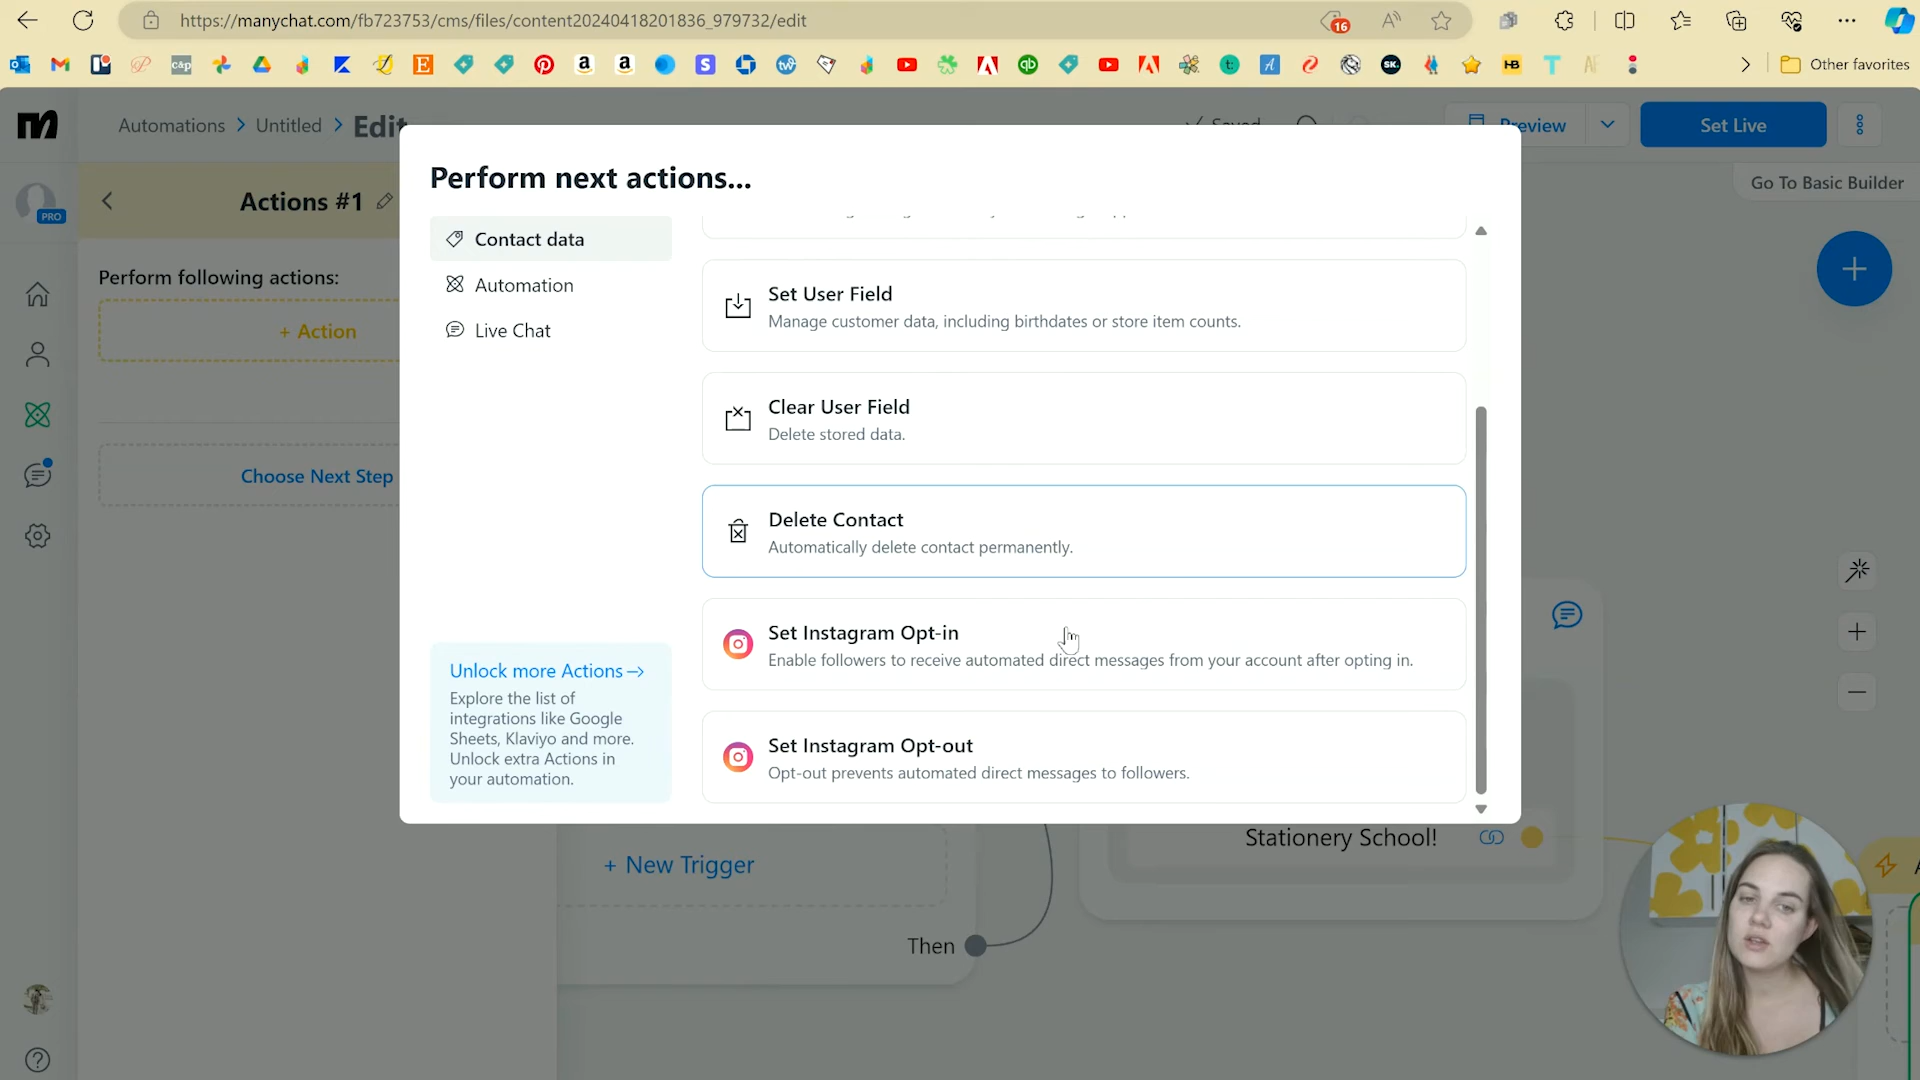 https://manychat.com/fb723753/cms/files/content20240418201836_979732/edit
16
Other favorites
Automations > Untitled > Edit
Saved
Preview
Set Live
Go To Basic Builder
PRO
Actions #1
Perform following actions:
+ Action
Choose Next Step
Perform next actions...
Contact data
Automation
Live Chat
Unlock more Actions→
Explore the list of
integrations like Google
Sheets, Klaviyo and more.
Unlock extra Actions in
your automation.
Set User Field
Manage customer data, including birthdates or store item counts.
Clear User Field
Delete stored data.
Delete Contact
Automatically delete contact permanently.
Set Instagram Opt-in
Enable followers to receive automated direct messages from your account after opting in.
Set Instagram Opt-out
Opt-out prevents automated direct messages to followers.
+ New Trigger
Then
Stationery School!